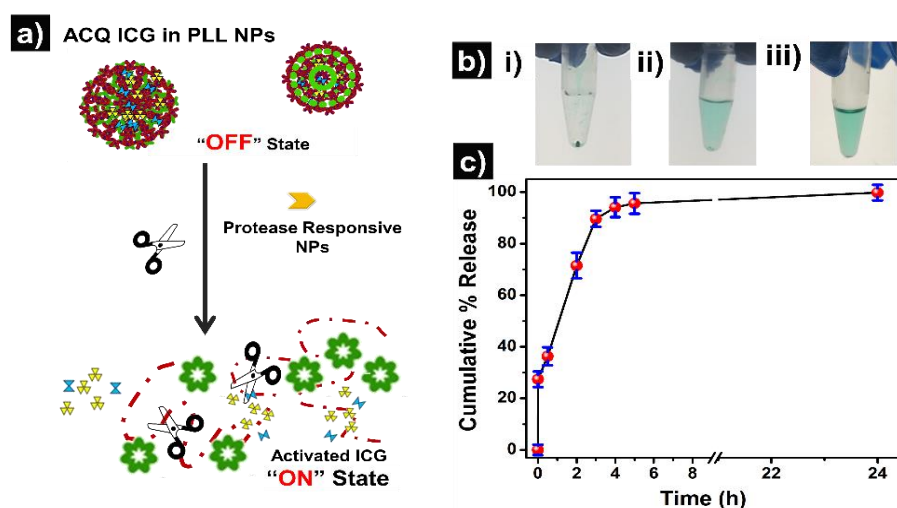 a) ACQ ICG in PLL NPs
"OFF" State
Protease Responsive
NPs
Activated ICG
"ON" State
b) i) ii) iii)
c)
100
80
60
40
20
0
Cumulative % Release
0 2 4 6 8 22 24
Time (h)